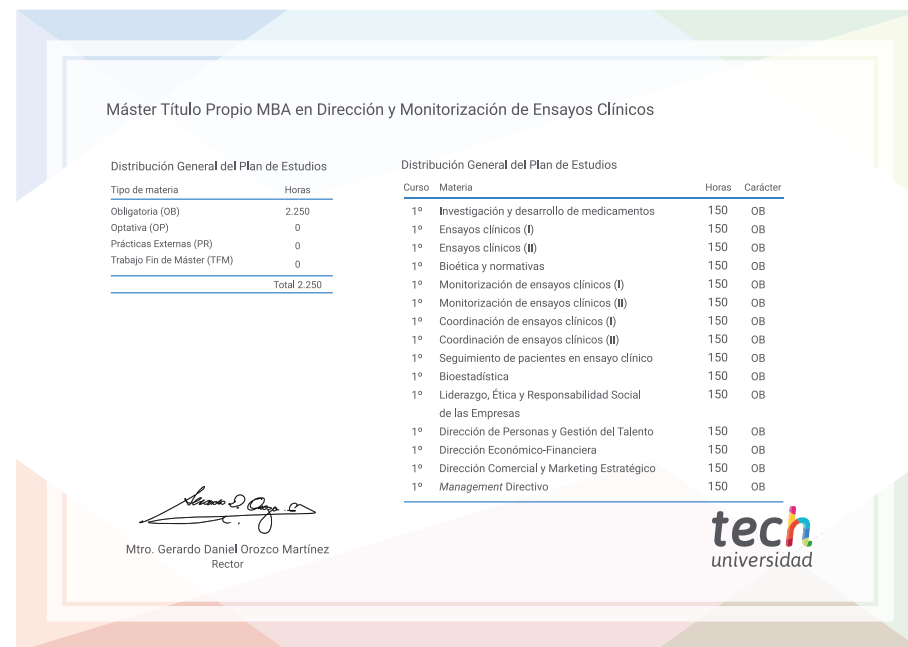 Máster Título Propio MBA en Dirección y Monitorización de Ensayos Clínicos
Distribución General del Plan de Estudios
Tipo de materia Horas
Obligatoria (OB) 2.250
Optativa (OP) 0
Prácticas Externas (PR) 0
Trabajo Fin de Máster (TFM) 0
Total 2.250
Distribución General del Plan de Estudios
Curso Materia Horas Carácter
1º Investigación y desarrollo de medicamentos 150 OB
1º Ensayos clínicos (I) 150 OB
1º Ensayos clínicos (II) 150 OB
1º Bioética y normativas 150 OB
1º Monitorización de ensayos clínicos (I) 150 OB
1º Monitorización de ensayos clínicos (II) 150 OB
1º Coordinación de ensayos clínicos (I) 150 OB
1º Coordinación de ensayos clínicos (II) 150 OB
1º Seguimiento de pacientes en ensayo clínico 150 OB
1º Bioestadística 150 OB
1º Liderazgo, Ética y Responsabilidad Social 150 OB
de las Empresas
1º Dirección de Personas y Gestión del Talento 150 OB
1º Dirección Económico-Financiera 150 OB
1º Dirección Comercial y Marketing Estratégico 150 OB
1º Management Directivo 150 OB
Mtro. Gerardo Daniel Orozco Martínez
Rector
tech
universidad